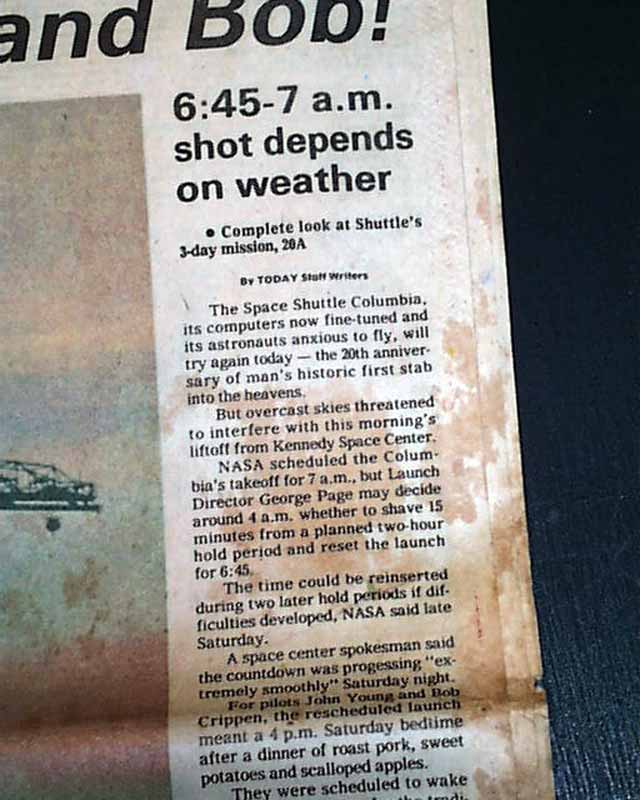 and Bob!
6:45-7 a.m.
shot depends
on weather
• Complete look at Shuttle's
3-day mission, 20A
By TODAY Staff Writers
The Space Shuttle Columbia,
its computers now fine-tuned and
its astronauts anxious to fly, will
try again today — the 20th anniver-
sary of man's historic first stab
into the heavens.
But overcast skies threatened
to interfere with this morning's
liftoff from Kennedy Space Center.
NASA scheduled the Colum-
bia's takeoff for 7 a.m., but Launch
Director George Page may decide
around 4 a.m. whether to shave 15
minutes from a planned two-hour
hold period and reset the launch
for 6:45.
The time could be reinserted
during two later hold periods if dif-
ficulties developed, NASA said late
Saturday.
A space center spokesman said
the countdown was progessing "ex-
tremely smoothly" Saturday night.
For pilots John Young and Bob
Crippen, the rescheduled launch
meant a 4 p.m. Saturday bedtime
after a dinner of roast pork, sweet
potatoes and scalloped apples.
They were scheduled to wake
the tradi-